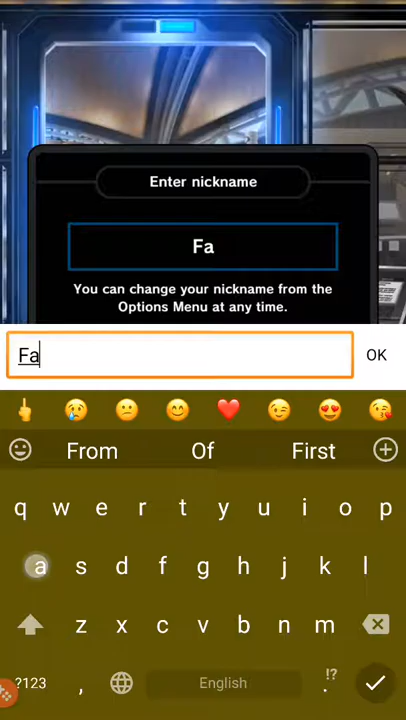 Enter nickname
Fa
You can change your nickname from the
Options Menu at any time.
Fa
OK
From Of First
q w e r t y u i o p
a s d f g h j k l
z x c v b n m
!?
?123 , English .